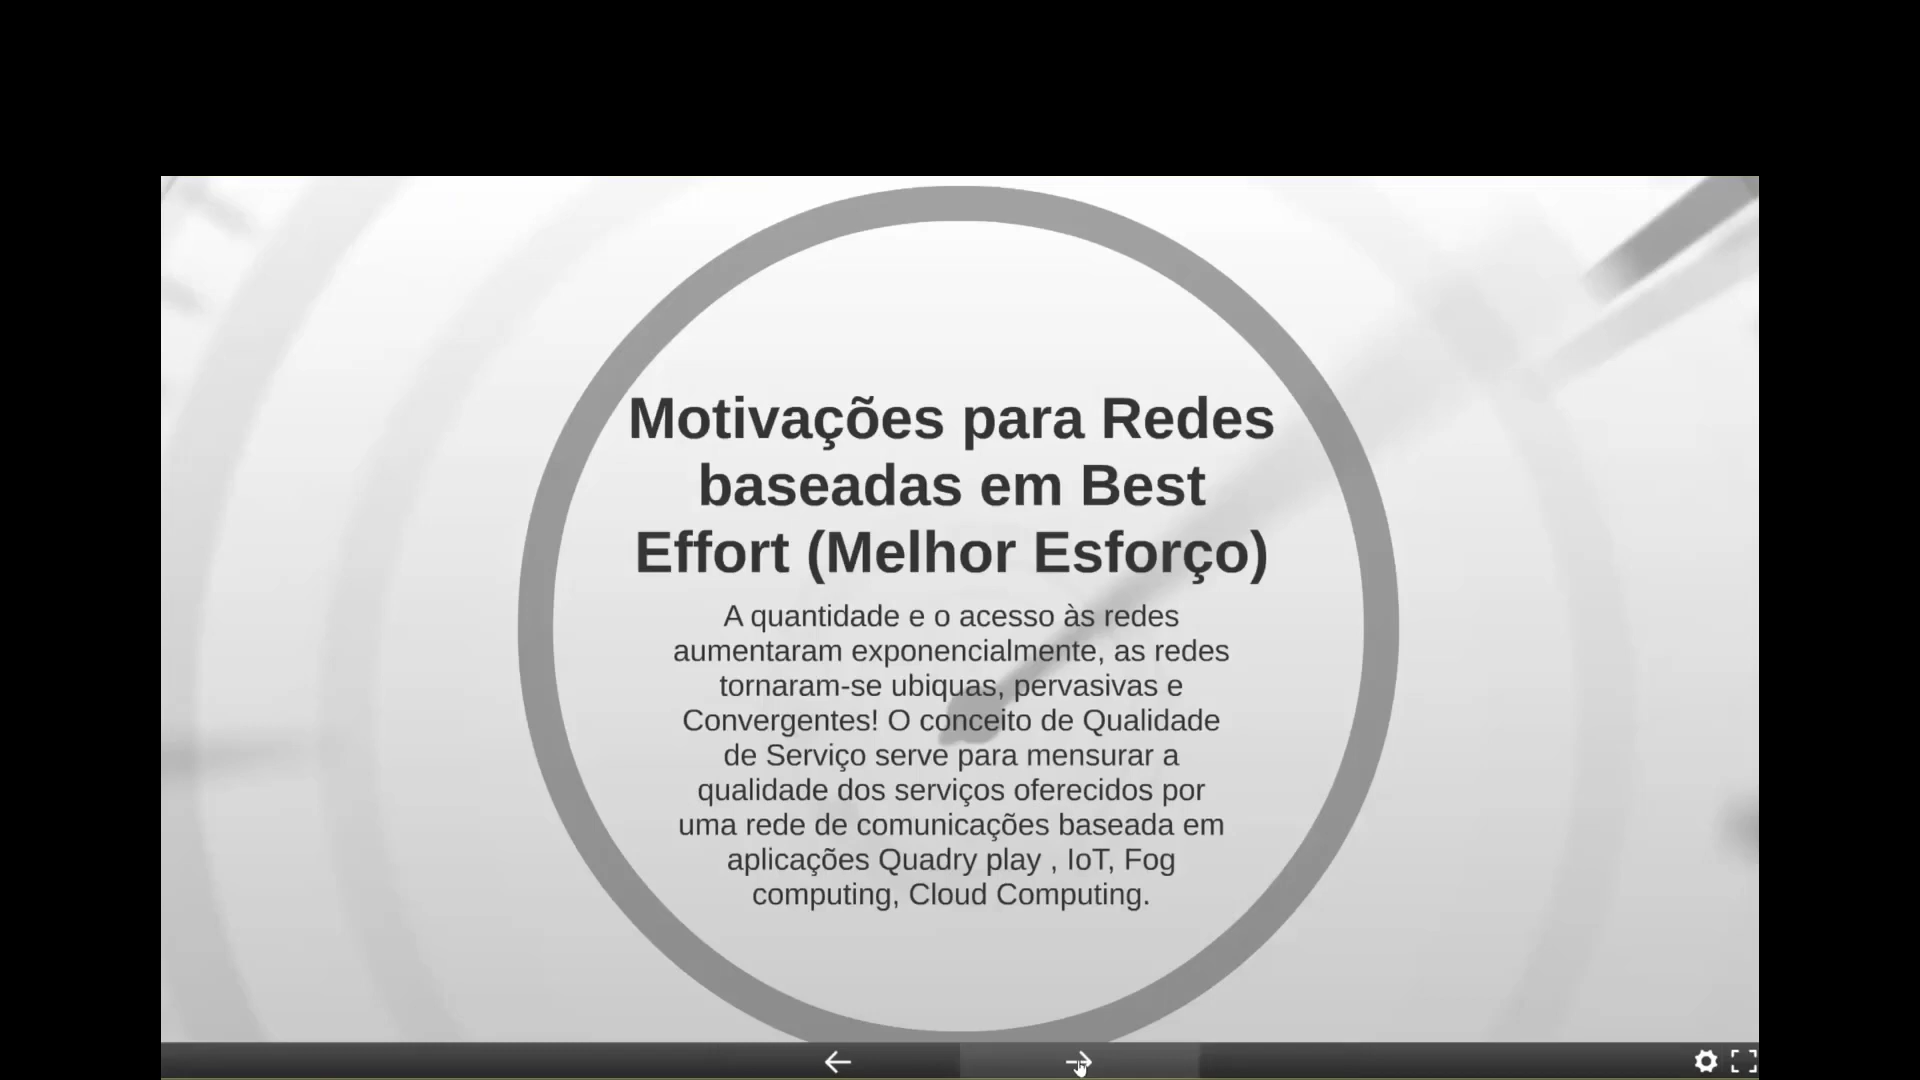 Motivações para Redes
baseadas em Best
Effort (Melhor Esforço)
A quantidade e o acesso às redes
aumentaram exponencialmente, as redes
tornaram-se ubiquas, pervasivas e
Convergentes! O conceito de Qualidade
de Serviço serve para mensurar a
qualidade dos serviços oferecidos por
uma rede de comunicações baseada em
aplicações Quadry play , IoT, Fog
computing, Cloud Computing.